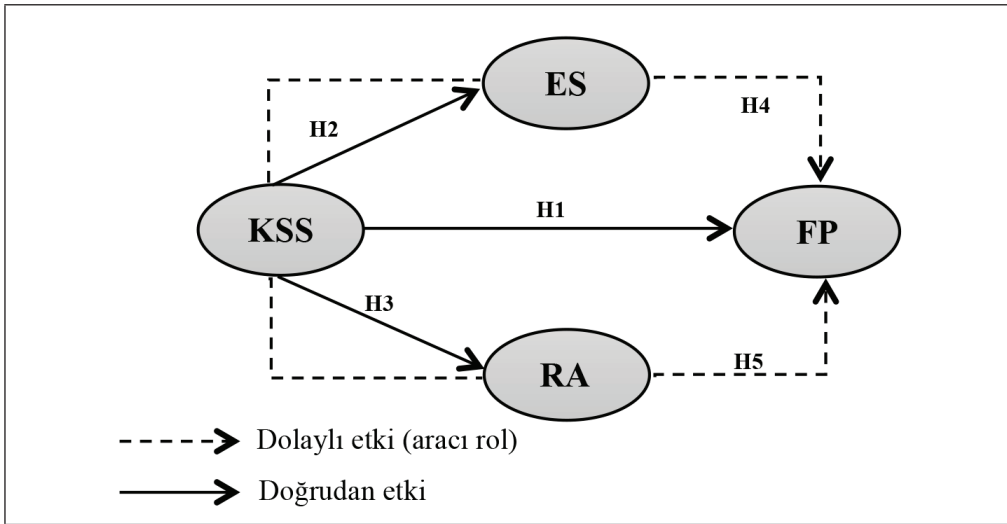 ES
H4
H2
H1
KSS
FP
H3
RA
H5
Dolaylı etki (aracı rol)
Doğrudan etki